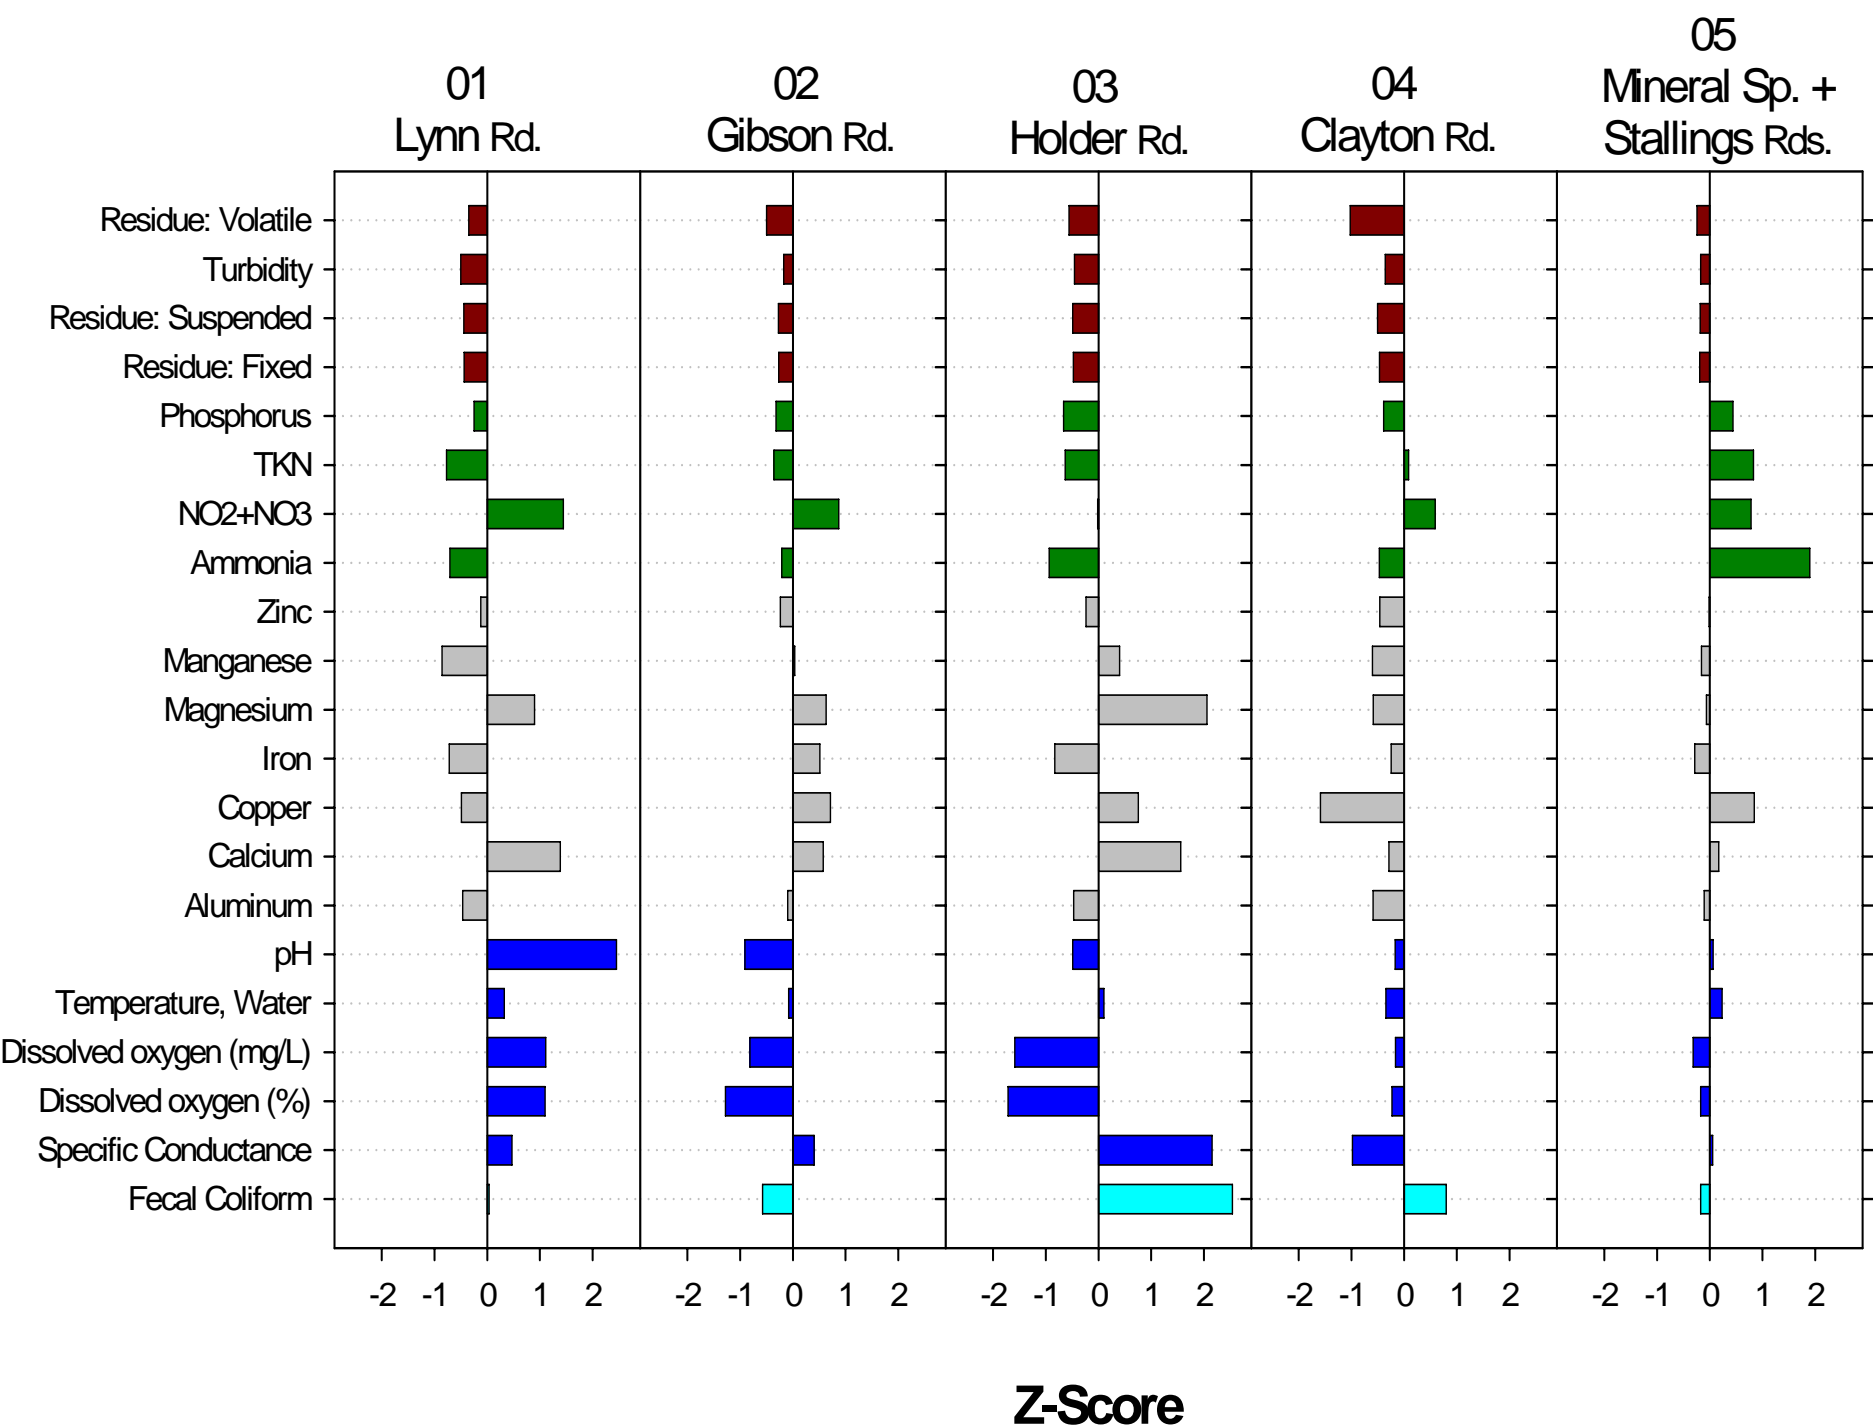 05
01 02 03 04 Mineral Sp. +
Lynn Rd. Gibson Rd. Holder Rd. Clayton Rd. Stallings Rds.
Residue: Volatile
Turbidity
Residue: Suspended
Residue: Fixed
Phosphorus
TKN
NO2+NO3
Ammonia
Zinc
Manganese
Magnesium
Iron
Copper
Calcium
Aluminum
pH
Temperature, Water
Dissolved oxygen (mg/L)
Dissolved oxygen (%)
Specific Conductance
Fecal Coliform
-2 -1 0 1 2 -2 -1 0 1 2 -2 -1 0 1 2 -2 -1 0 1 2 -2 -1 0 1 2
Z-Score